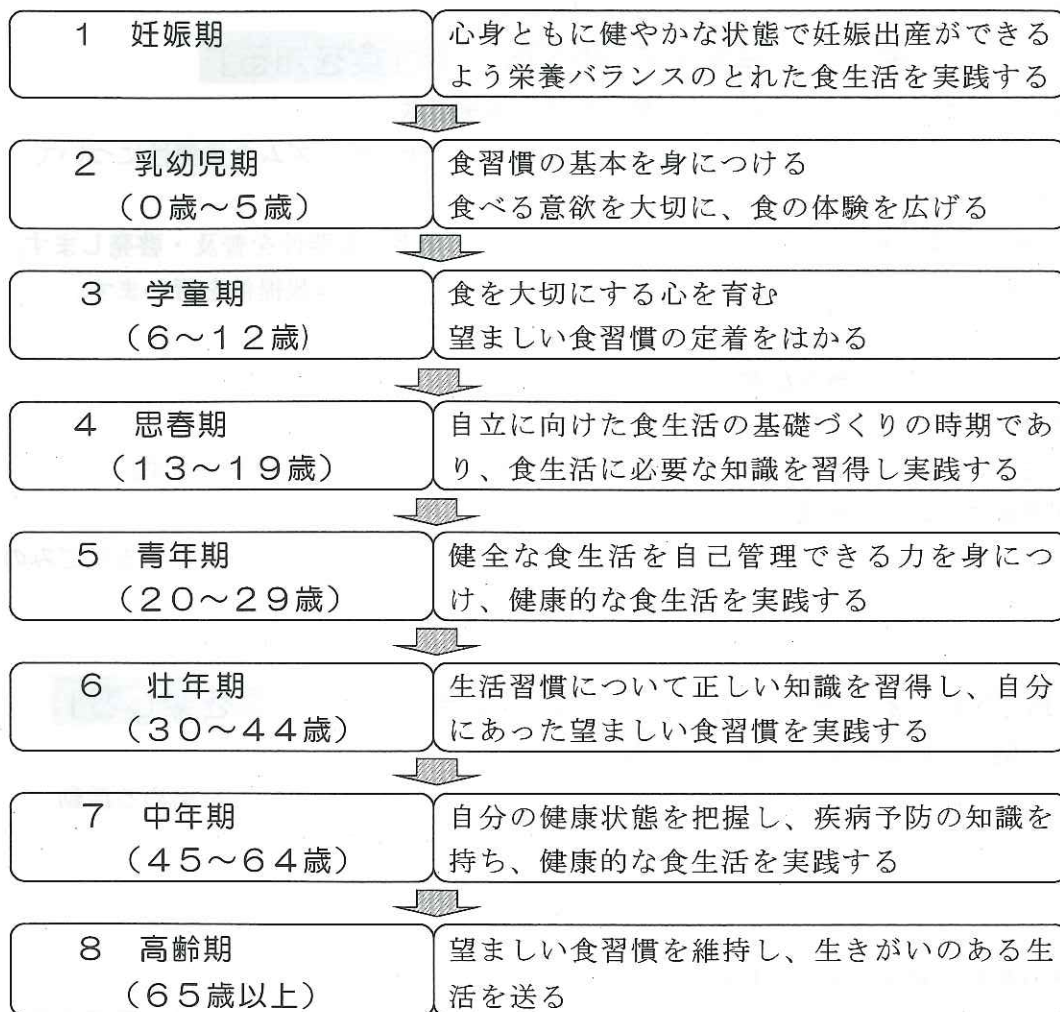 1 妊娠期
心身ともに健やかな状態で妊娠出産ができる
よう栄養バランスのとれた食生活を実践する
2 乳幼児期
(0歳~5歳)
食習慣の基本を身につける
食べる意欲を大切に、食の体験を広げる
3 学童期
(6~12歳)
食を大切にする心を育む
望ましい食習慣の定着をはかる
4 思春期
(13~19歳)
自立に向けた食生活の基礎づくりの時期であ
り、食生活に必要な知識を習得し実践する
5 青年期
(20~29歳)
健全な食生活を自己管理できる力を身につ
け、健康的な食生活を実践する
6 壮年期
(30~44歳)
生活習慣について正しい知識を習得し、自分
にあった望ましい食習慣を実践する
7 中年期
(45~64歳)
自分の健康状態を把握し、疾病予防の知識を
持ち、健康的な食生活を実践する
8 高齢期
(65歳以上)
望ましい食習慣を維持し、生きがいのある生
活を送る